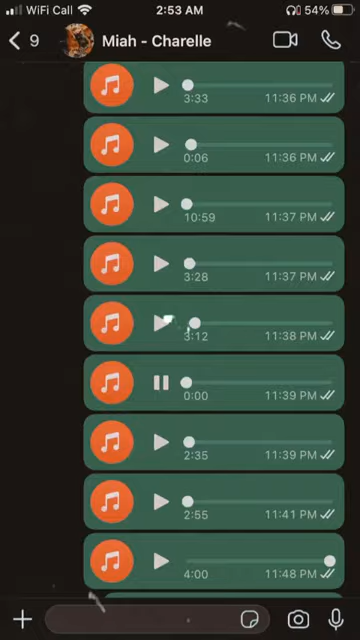 WiFi Call 2:53 AM 54%
9 Miah - Charelle
3:33 11:36 PM
0:06 11:36 PM
10:59 11:37 PM
3:28 11:37 PM
3:12 11:38 PM
0:00 11:39 PM
2:35 11:39 PM
2:55 11:41 PM
4:00 11:48 PM